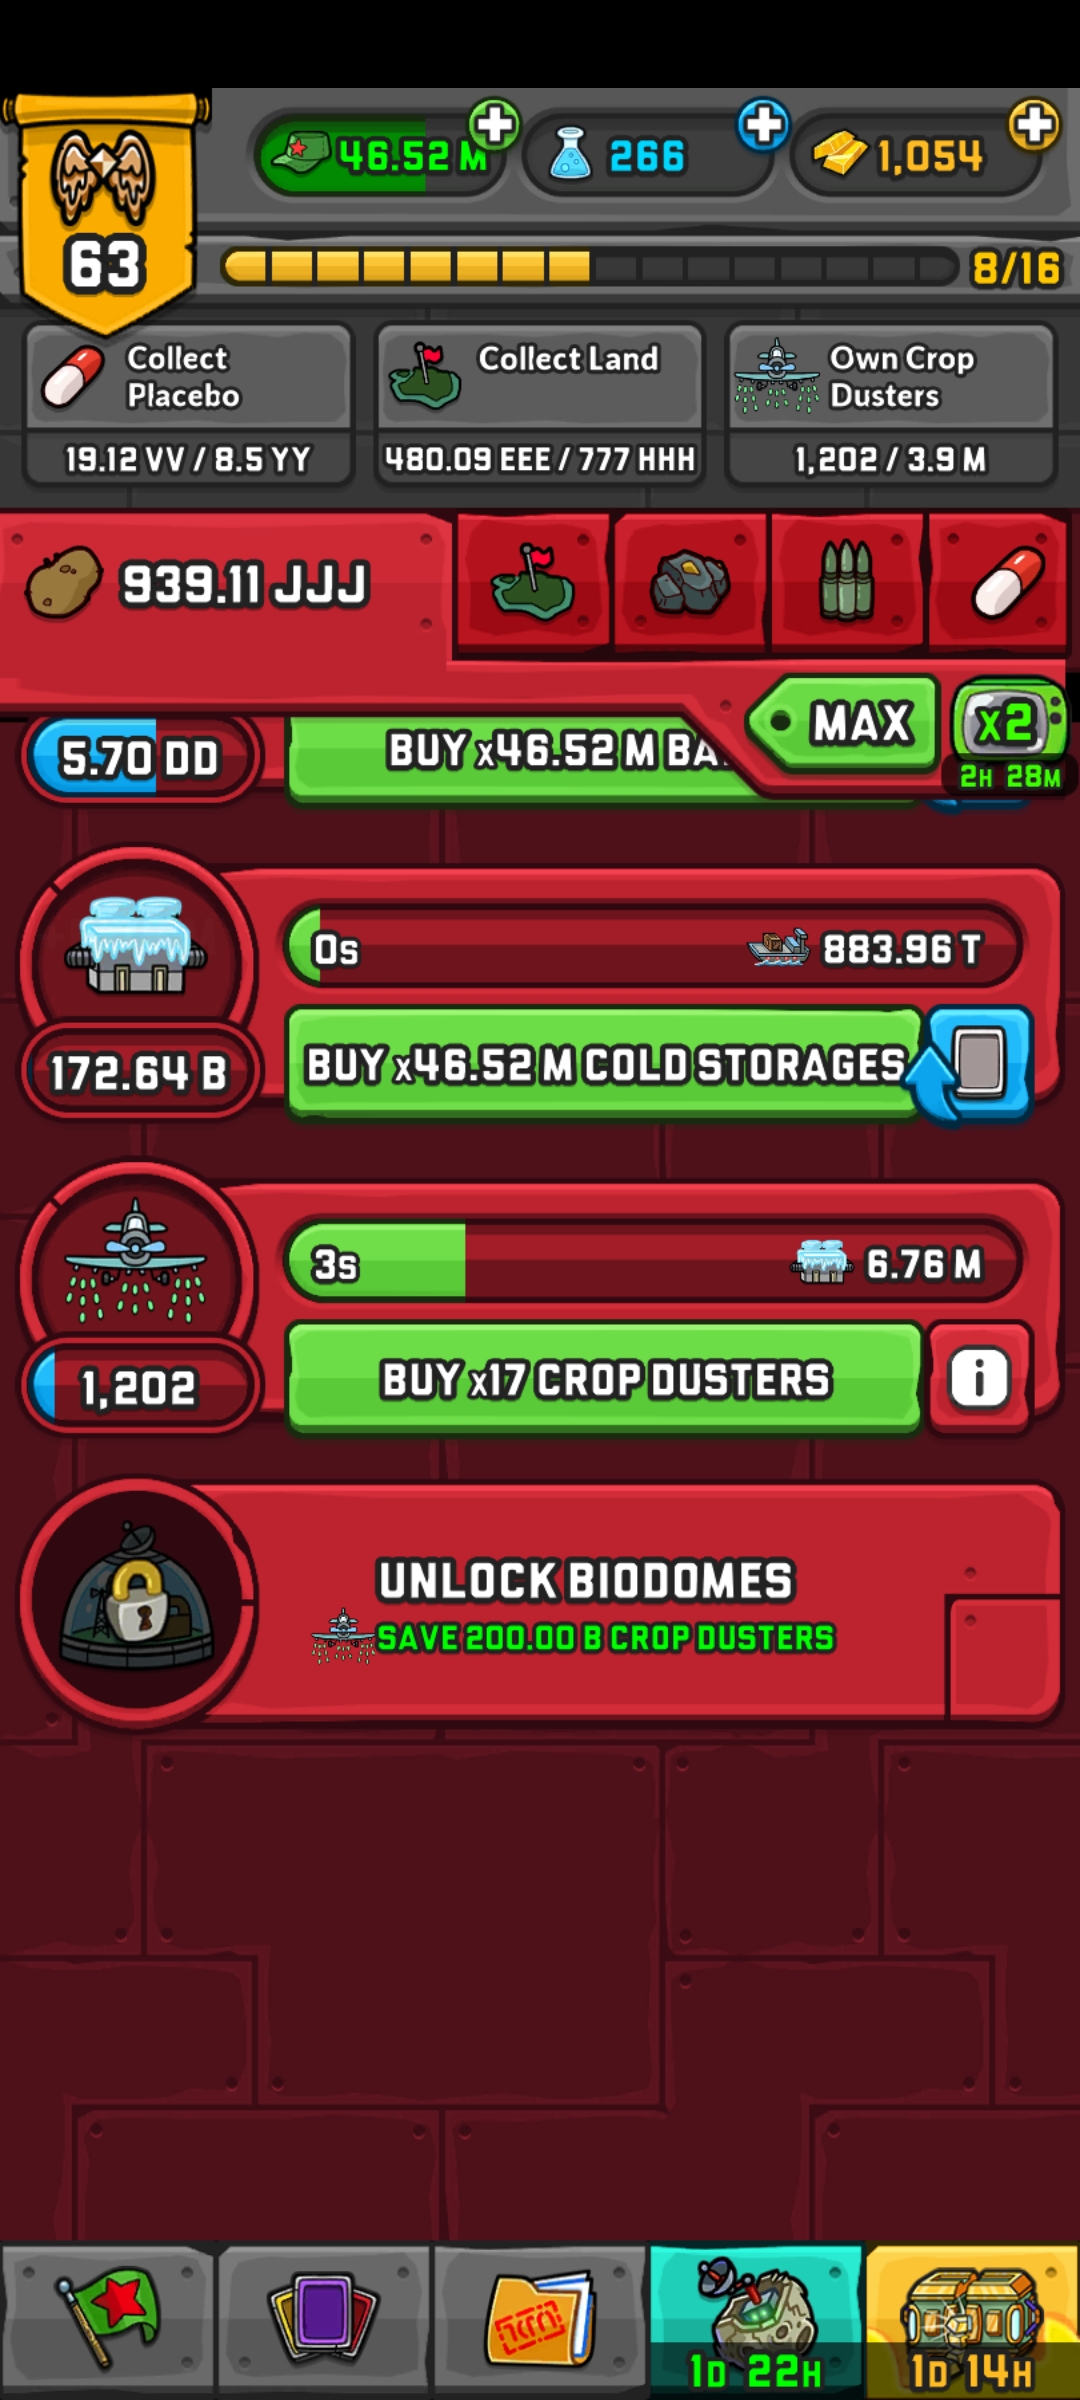 46.52 M
266
1,054
63
8/16
Collect
Placebo
19.12 VV / 8.5 YY
Collect Land
480.09 EEE / 777 HHH
Own Crop
Dusters
1,202 / 3.9 M
939.11 JJJ
MAX
X2
2H 28M
5.70 DD
BUY x46.52 M BA
0s
883.96 T
172.64 B
BUY x46.52 M COLD STORAGES
3s
6.76 M
1,202
BUY x17 CROP DUSTERS
i
UNLOCK BIODOMES
SAVE 200.00 B CROP DUSTERS
1D 22H
1D 14H